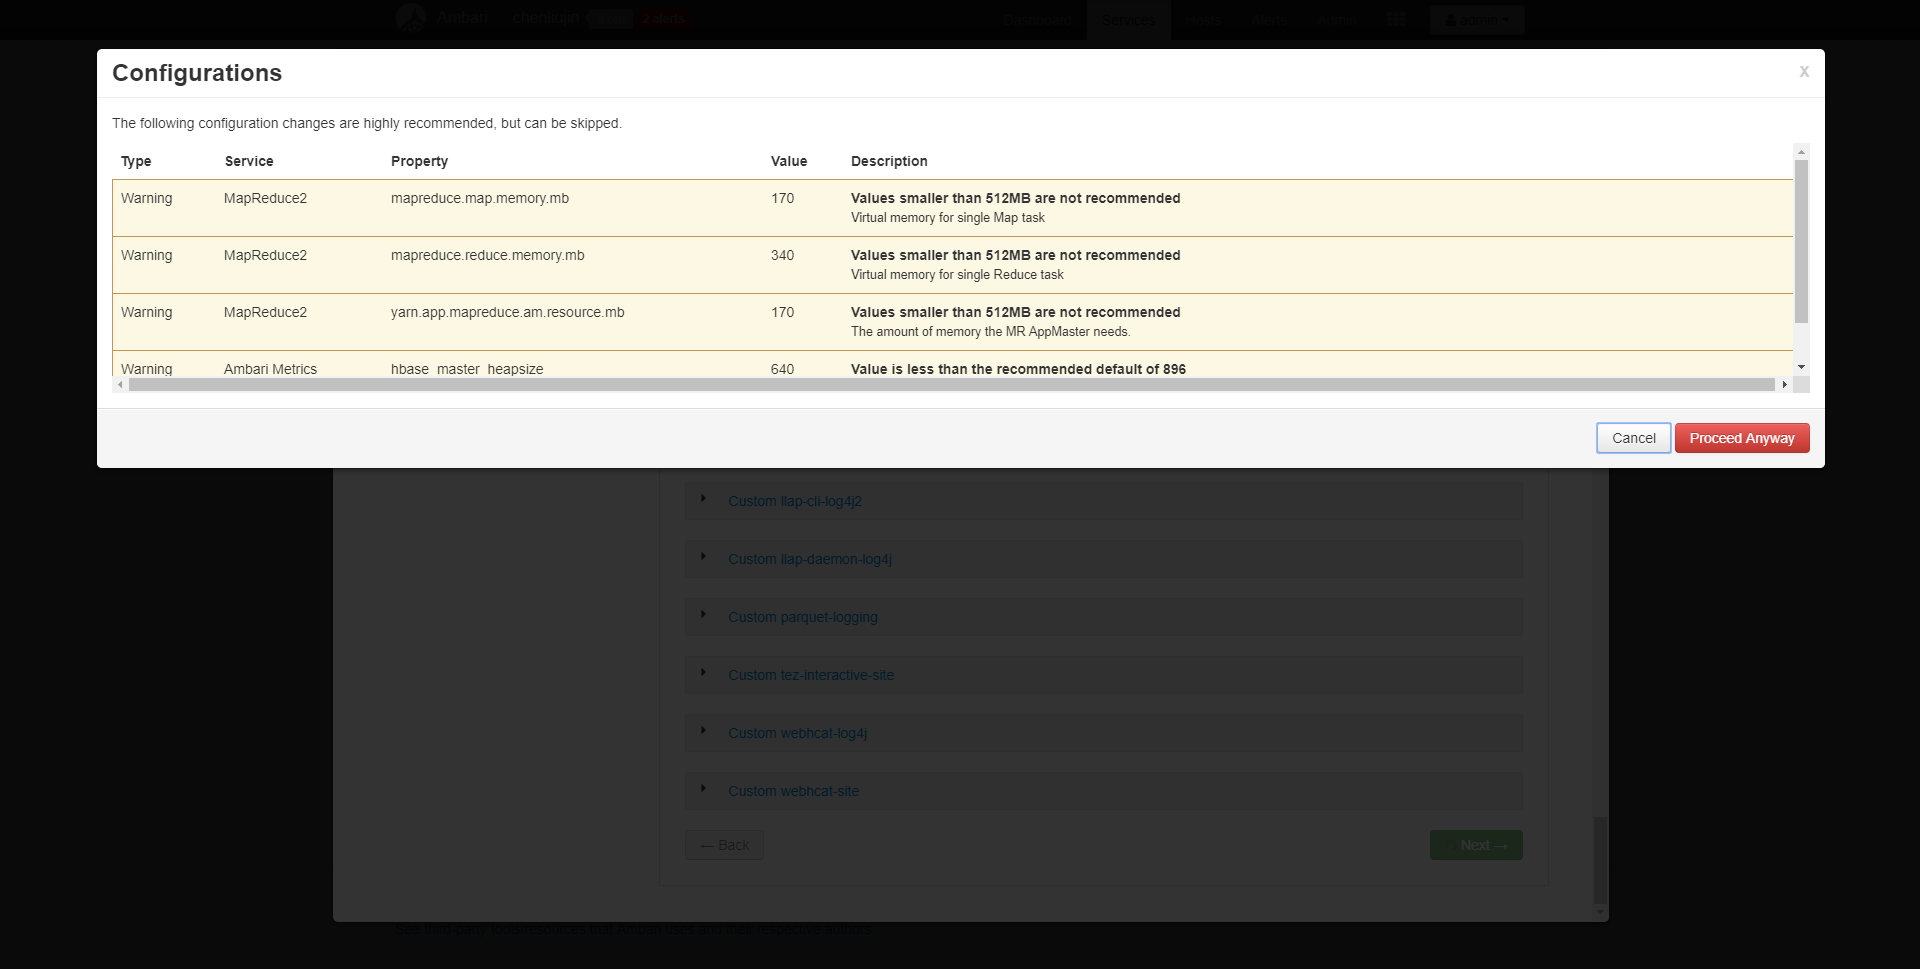 Ambari chenliujin 2 alerts Dashboard Services Hosts Alerts Admin admin
Configurations x
The following configuration changes are highly recommended, but can be skipped.
Type Service Property Value Description
Warning MapReduce2 mapreduce.map.memory.mb 170 Values smaller than 512MB are not recommended
Virtual memory for single Map task
Warning MapReduce2 mapreduce.reduce.memory.mb 340 Values smaller than 512MB are not recommended
Virtual memory for single Reduce task
Warning MapReduce2 yarn.app.mapreduce.am.resource.mb 170 Values smaller than 512MB are not recommended
The amount of memory the MR AppMaster needs.
Warning Ambari Metrics hbase_master_heapsize 640 Value is less than the recommended default of 896
Cancel Proceed Anyway
Custom llap-cli-log4j2
Custom llap-daemon-log4j
Custom parquet-logging
Custom tez-interactive-site
Custom webhcat-log4j
Custom webhcat-site
← Back Next →
See third-party tools/resources that Ambari uses and their respective authors